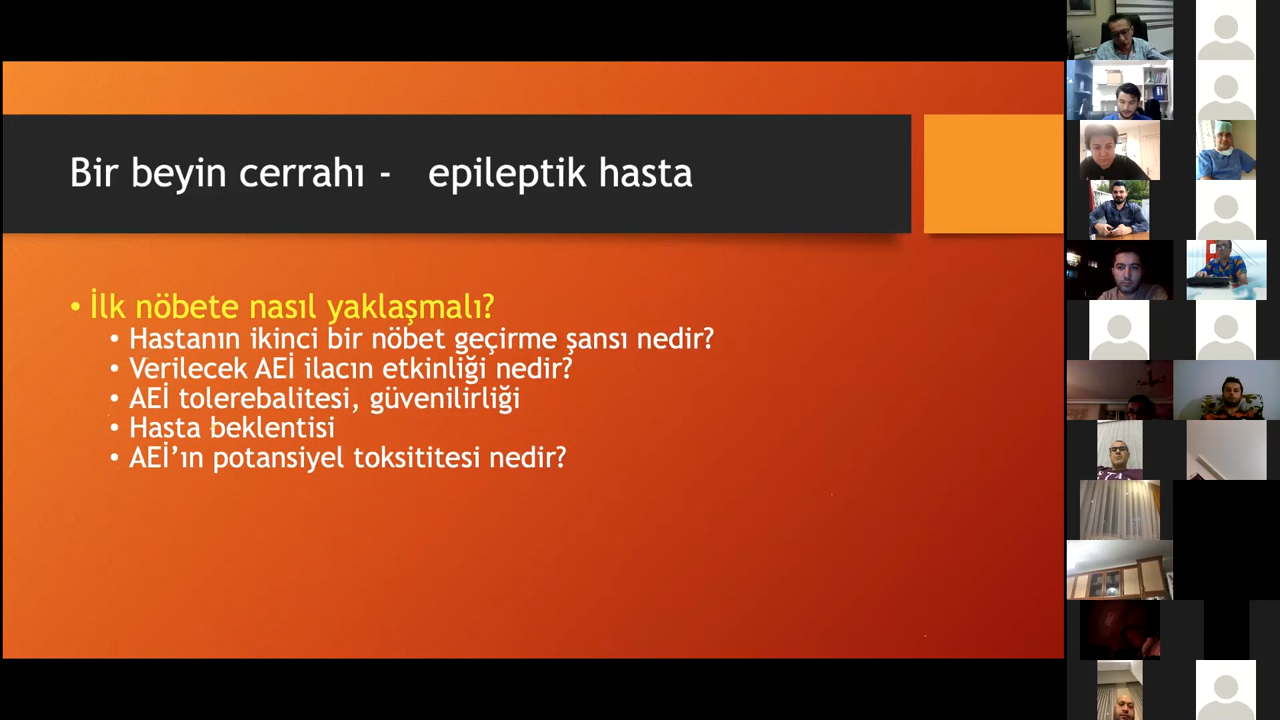 Bir beyin cerrahı -   epileptik hasta
• İlk nöbete nasıl yaklaşmalı?
• Hastanın ikinci bir nöbet geçirme şansı nedir?
• Verilecek AEİ ilacın etkinliği nedir?
• AEİ tolerebalitesi, güvenilirliği
• Hasta beklentisi
• AEİ’ın potansiyel toksititesi nedir?